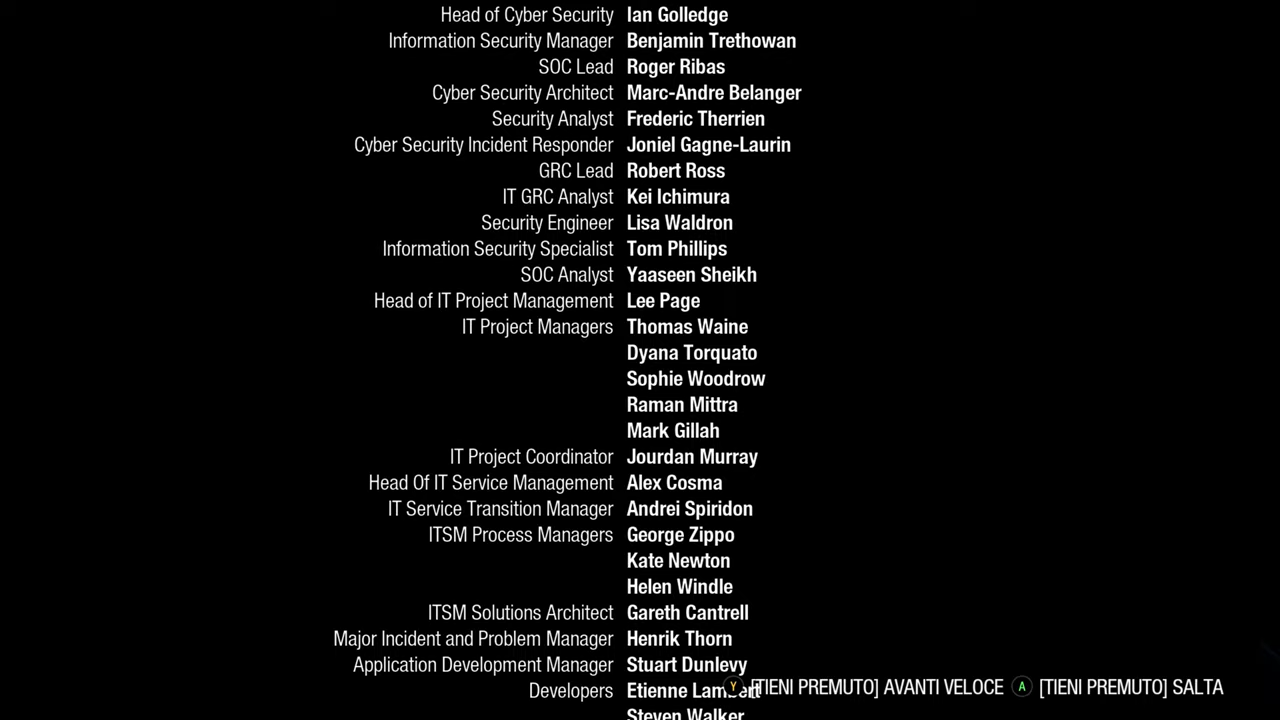 Head of Cyber Security Ian Golledge
Information Security Manager Benjamin Trethowan
SOC Lead Roger Ribas
Cyber Security Architect Marc-Andre Belanger
Security Analyst Frederic Therrien
Cyber Security Incident Responder Joniel Gagne-Laurin
GRC Lead Robert Ross
IT GRC Analyst Kei Ichimura
Security Engineer Lisa Waldron
Information Security Specialist Tom Phillips
SOC Analyst Yaaseen Sheikh
Head of IT Project Management Lee Page
IT Project Managers Thomas Waine
Dyana Torquato
Sophie Woodrow
Raman Mittra
Mark Gillah
IT Project Coordinator Jourdan Murray
Head Of IT Service Management Alex Cosma
IT Service Transition Manager Andrei Spiridon
ITSM Process Managers George Zippo
Kate Newton
Helen Windle
ITSM Solutions Architect Gareth Cantrell
Major Incident and Problem Manager Henrik Thorn
Application Development Manager Stuart Dunlevy
Developers Etienne Lambert
Y [TIENI PREMUTO] AVANTI VELOCE A [TIENI PREMUTO] SALTA
Steven Walker